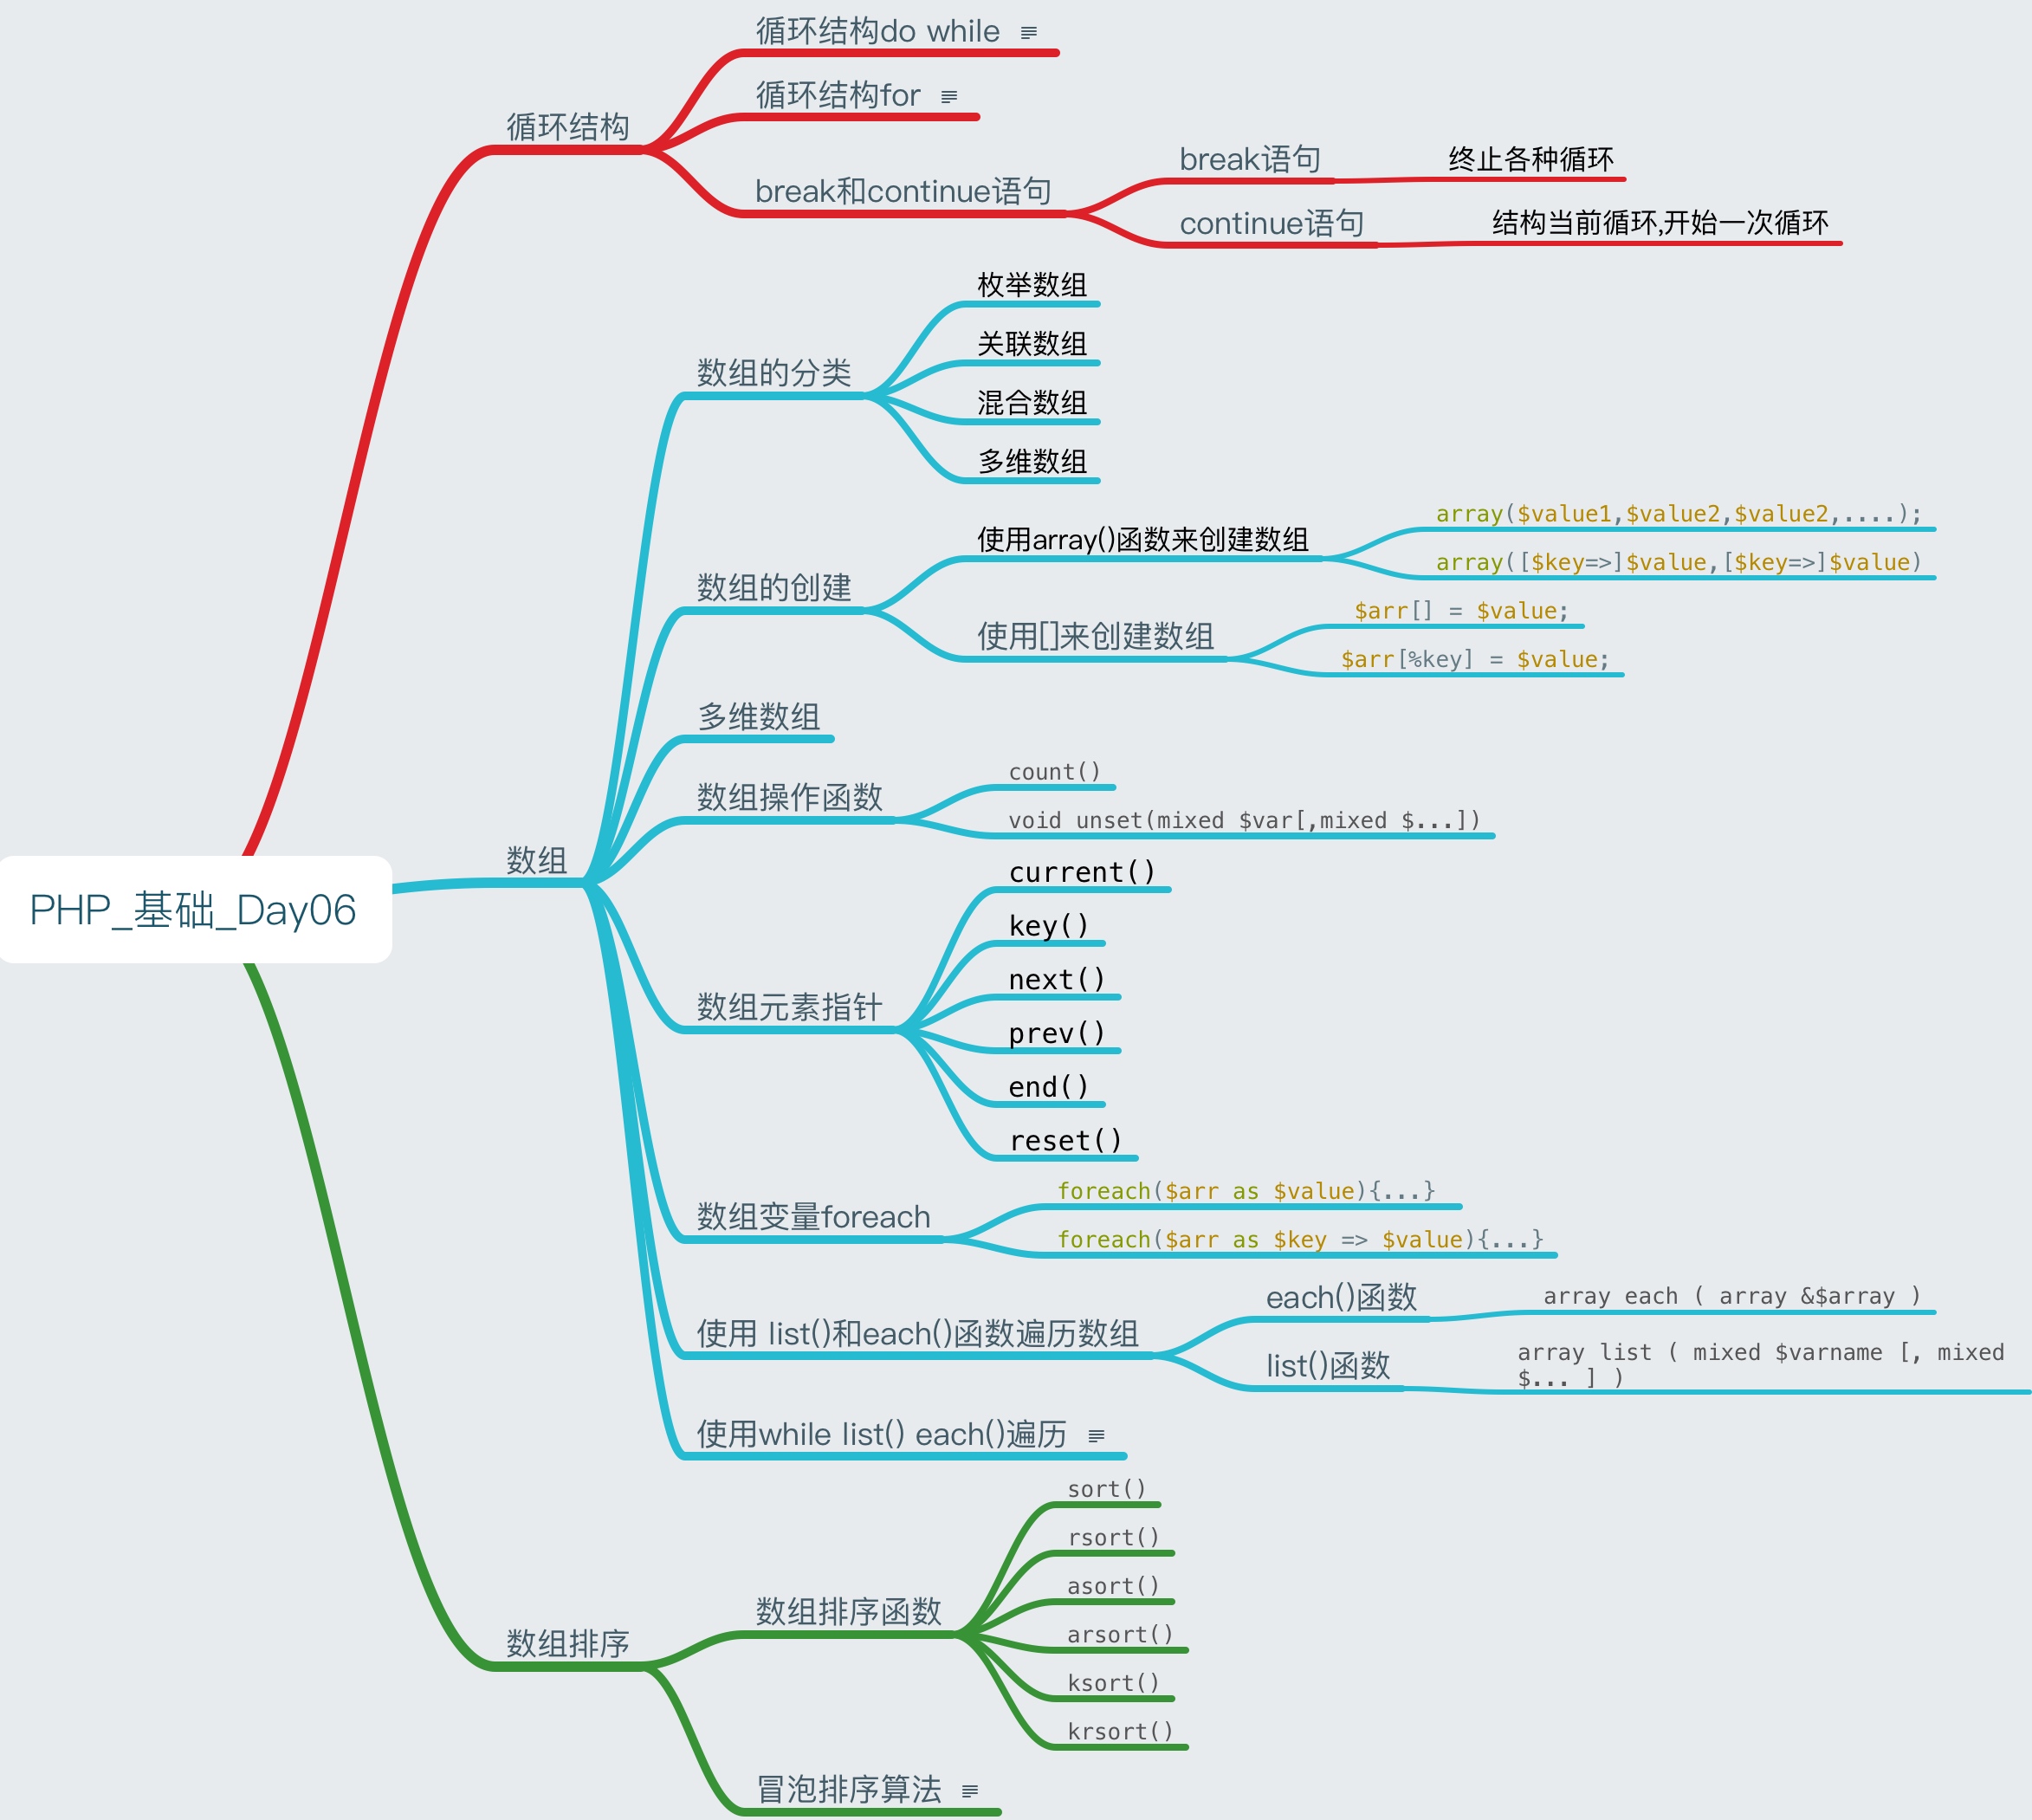 PHP_基础_Day06
循环结构
循环结构do while
循环结构for
break和continue语句
break语句
终止各种循环
continue语句
结构当前循环,开始一次循环
数组
数组的分类
枚举数组
关联数组
混合数组
多维数组
数组的创建
使用array()函数来创建数组
array($value1,$value2,$value2,....);
array([$key=>]$value,[$key=>]$value)
使用[]来创建数组
$arr[] = $value;
$arr[%key] = $value;
多维数组
数组操作函数
count()
void unset(mixed $var[,mixed $...])
数组元素指针
current()
key()
next()
prev()
end()
reset()
数组变量foreach
foreach($arr as $value){...}
foreach($arr as $key => $value){...}
使用 list()和each()函数遍历数组
each()函数
array each ( array &$array )
list()函数
array list ( mixed $varname [, mixed
$... ] )
使用while list() each()遍历
数组排序
数组排序函数
sort()
rsort()
asort()
arsort()
ksort()
krsort()
冒泡排序算法